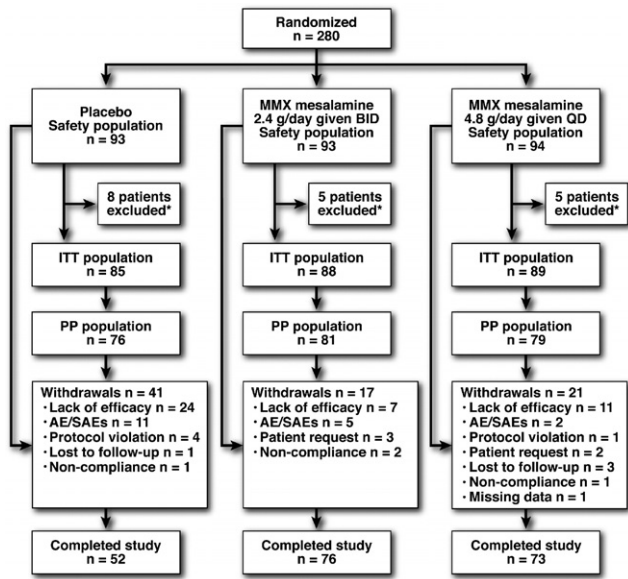 Randomized
n = 280
Placebo
Safety population
n = 93
MMX mesalamine
2.4 g/day given BID
Safety population
n = 93
MMX mesalamine
4.8 g/day given QD
Safety population
n = 94
8 patients
excluded*
5 patients
excluded*
5 patients
excluded*
ITT population
n = 85
ITT population
n = 88
ITT population
n = 89
PP population
n = 76
PP population
n = 81
PP population
n = 79
Withdrawals n = 41
· Lack of efficacy n = 24
· AE/SAEs n = 11
· Protocol violation n = 4
· Lost to follow-up n = 1
· Non-compliance n = 1
Withdrawals n = 17
· Lack of efficacy n = 7
· AE/SAEs n = 5
· Patient request n = 3
· Non-compliance n = 2
Withdrawals n = 21
· Lack of efficacy n = 11
· AE/SAEs n = 2
· Protocol violation n = 1
· Patient request n = 2
· Lost to follow-up n = 3
· Non-compliance n = 1
· Missing data n = 1
Completed study
n = 52
Completed study
n = 76
Completed study
n = 73